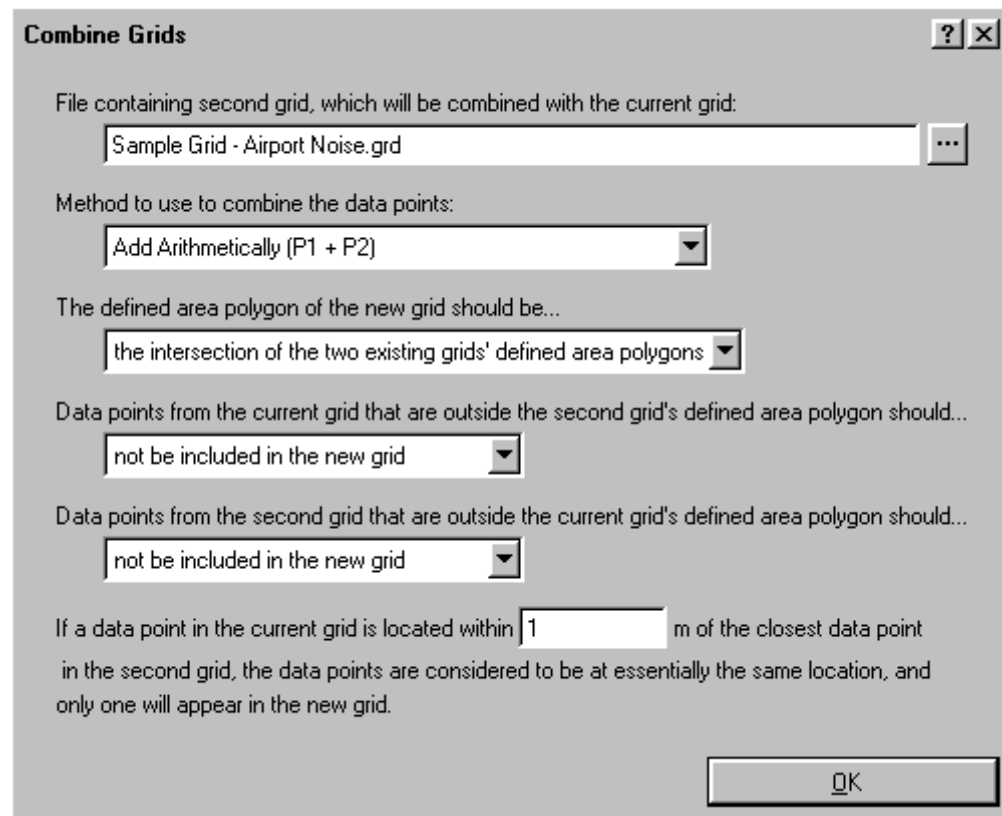 Combine Grids
File containing second grid, which will be combined with the current grid:
Sample Grid - Airport Noise.grd
...
Method to use to combine the data points:
Add Arithmetically (P1 + P2)
The defined area polygon of the new grid should be...
the intersection of the two existing grids' defined area polygons
Data points from the current grid that are outside the second grid's defined area polygon should...
not be included in the new grid
Data points from the second grid that are outside the current grid's defined area polygon should...
not be included in the new grid
If a data point in the current grid is located within 1 m of the closest data point
in the second grid, the data points are considered to be at essentially the same location, and
only one will appear in the new grid.
OK